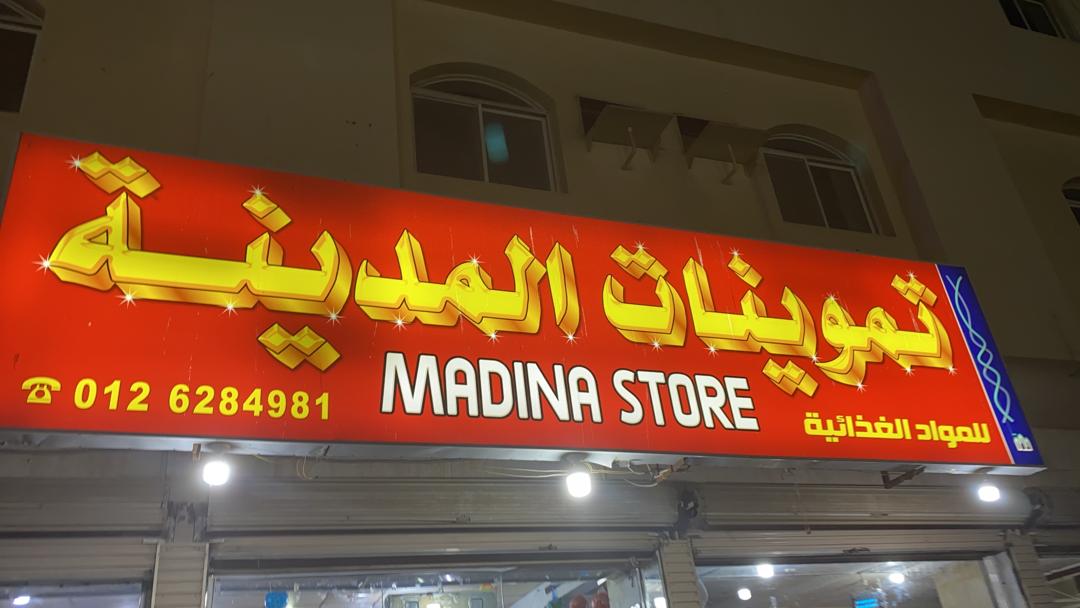 تموينات المدينة
MADINA STORE
للمواد الغذائية
☎ 012 6284981